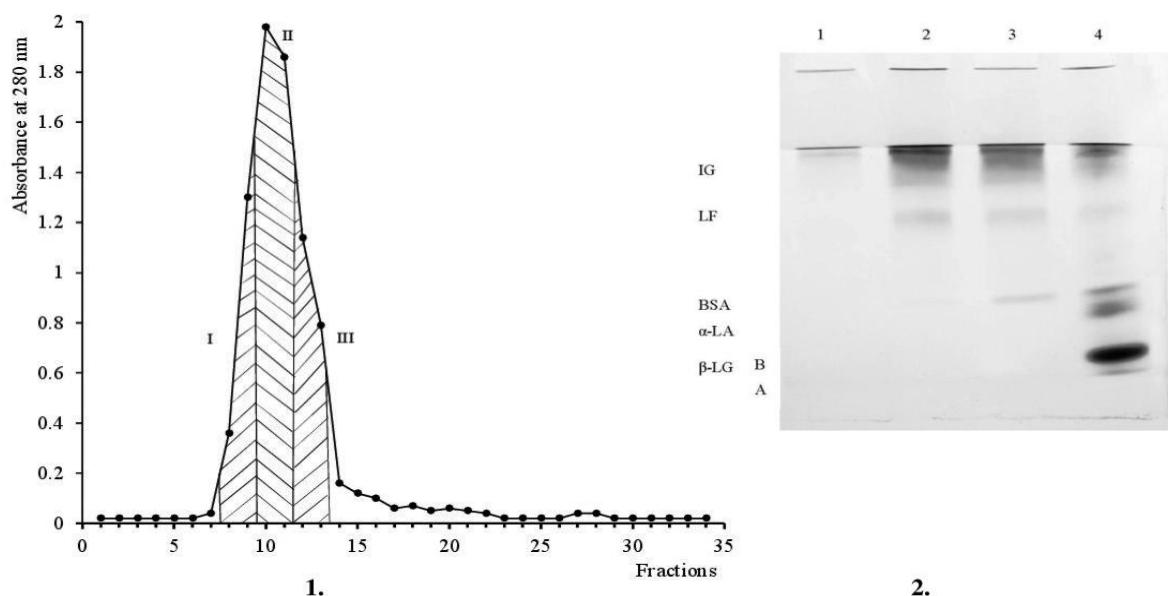 Absorbance at 280 nm
2
1.8
1.6
1.4
1.2
1
0.8
0.6
0.4
0.2
0
0 5 10 15 20 25 30 35
Fractions
I
II
III
1.
1 2 3 4
IG
LF
BSA
α-LA
β-LG B
A
2.